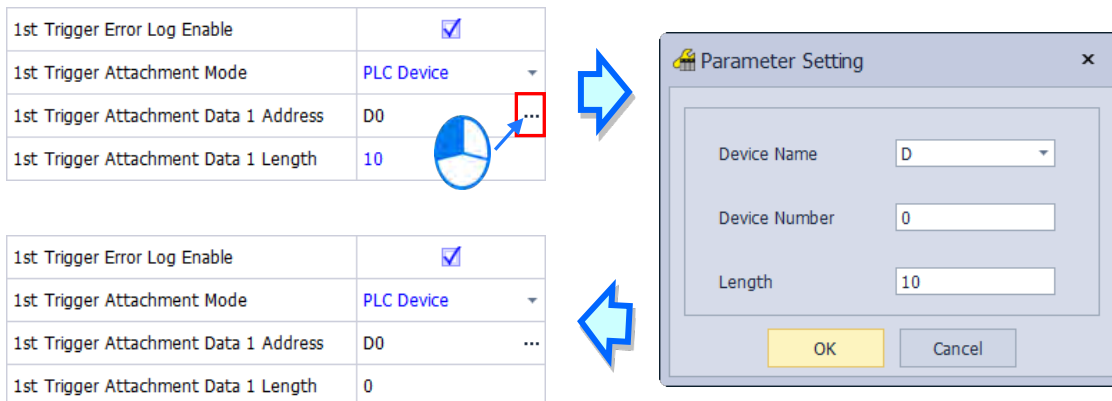 1st Trigger Error Log Enable
1st Trigger Attachment Mode PLC Device
1st Trigger Attachment Data 1 Address D0 ...
1st Trigger Attachment Data 1 Length 10
Parameter Setting
Device Name D
Device Number 0
Length 10
OK Cancel
1st Trigger Error Log Enable
1st Trigger Attachment Mode PLC Device
1st Trigger Attachment Data 1 Address D0 ...
1st Trigger Attachment Data 1 Length 0